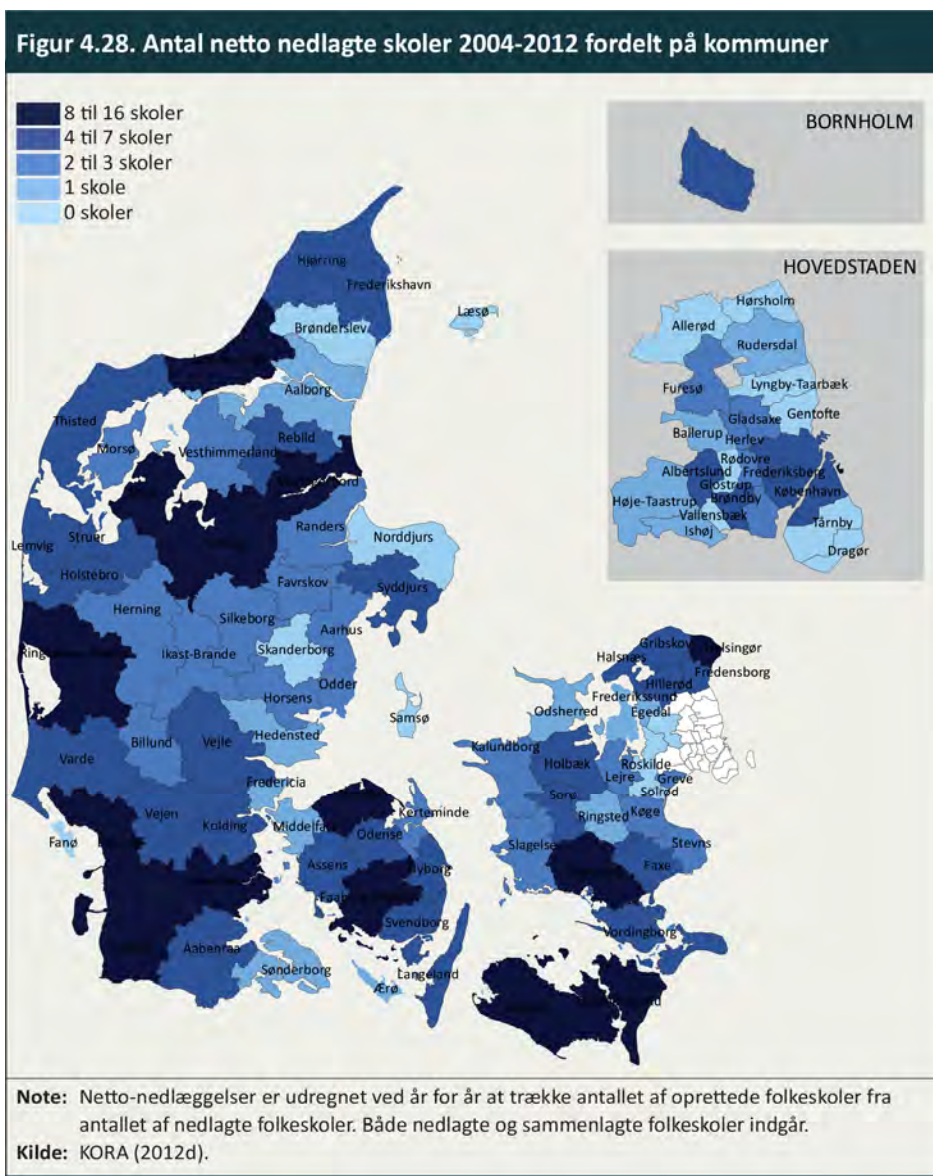 Figur 4.28. Antal netto nedlagte skoler 2004-2012 fordelt på kommuner
8 til 16 skoler
4 til 7 skoler
2 til 3 skoler
1 skole
0 skoler
BORNHOLM
HOVEDSTADEN
Hørsholm
Allerød
Rudersdal
Furesø
Lyngby-Taarbæk
Gentofte
Gladsaxe
Ballerup
Herlev
Rødovre
Albertslund
Frederiksberg
Glostrup
Høje-Taastrup
Brøndby
København
Vallensbæk
Ishøj
Tårnby
Dragør
Hjørring
Frederikshavn
Læsø
Brønderslev
Aalborg
Thisted
Morsø
Vesthimmerland
Rebild
Randers
Norddjurs
Struer
Lemvig
Holstebro
Favrskov
Syddjurs
Herning
Silkeborg
Aarhus
Ikast-Brande
Skanderborg
Odder
Horsens
Samsø
Hedensted
Billund
Vejle
Varde
Fredericia
Vejen
Kolding
Middelfart
Kerteminde
Odense
Fanø
Assens
Nyborg
Svendborg
Aabenraa
Sønderborg
Langeland
Ærø
Gribskov
Helsingør
Halsnæs
Fredensborg
Hillerød
Frederikssund
Odsherred
Egedal
Kalundborg
Holbæk
Roskilde
Lejre
Greve
Solrød
Sorø
Ringsted
Køge
Slagelse
Stevns
Faxe
Vordingborg
Note: Netto-nedlæggelser er udregnet ved år for år at trække antallet af oprettede folkeskoler fra
antallet af nedlagte folkeskoler. Både nedlagte og sammenlagte folkeskoler indgår.
Kilde: KORA (2012d).